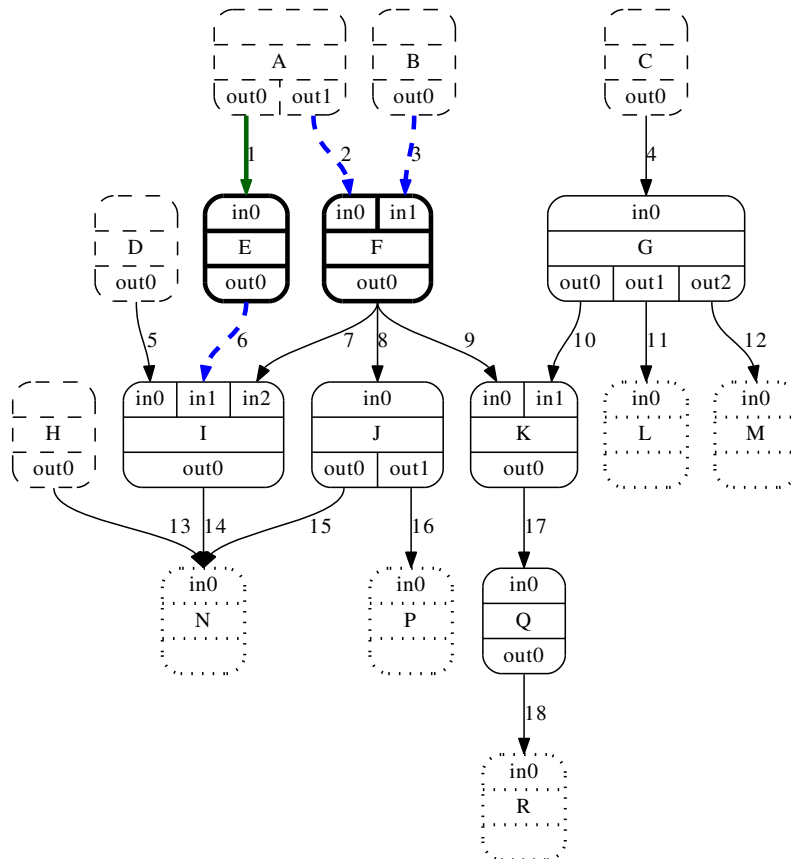 A
out0 out1
B
out0
C
out0
1
2
3
4
D
out0
in0
E
out0
in0 in1
F
out0
in0
G
out0 out1 out2
5
6
7
8
9
10
11
12
H
out0
in0 in1 in2
I
out0
in0
J
out0 out1
in0 in1
K
out0
in0
L
in0
M
13
14
15
16
17
in0
N
in0
P
in0
Q
out0
18
in0
R